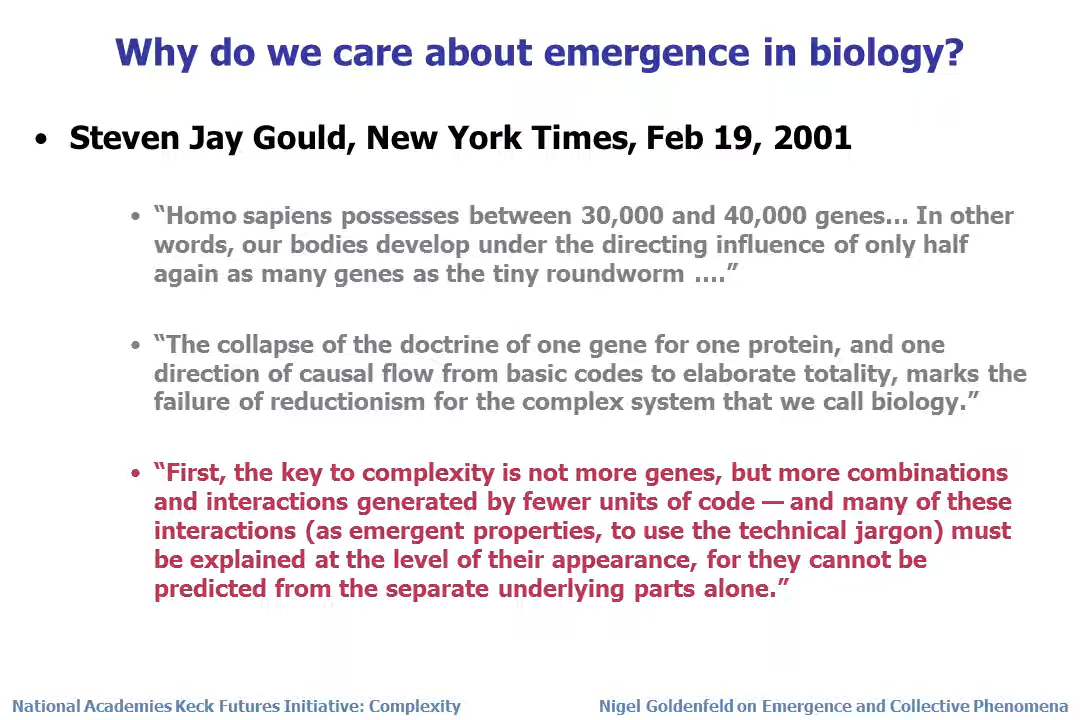 Why do we care about emergence in biology?
• Steven Jay Gould, New York Times, Feb 19, 2001
• “Homo sapiens possesses between 30,000 and 40,000 genes… In other
words, our bodies develop under the directing influence of only half
again as many genes as the tiny roundworm ….”
• “The collapse of the doctrine of one gene for one protein, and one
direction of causal flow from basic codes to elaborate totality, marks the
failure of reductionism for the complex system that we call biology.”
• “First, the key to complexity is not more genes, but more combinations
and interactions generated by fewer units of code — and many of these
interactions (as emergent properties, to use the technical jargon) must
be explained at the level of their appearance, for they cannot be
predicted from the separate underlying parts alone.”
National Academies Keck Futures Initiative: Complexity
Nigel Goldenfeld on Emergence and Collective Phenomena